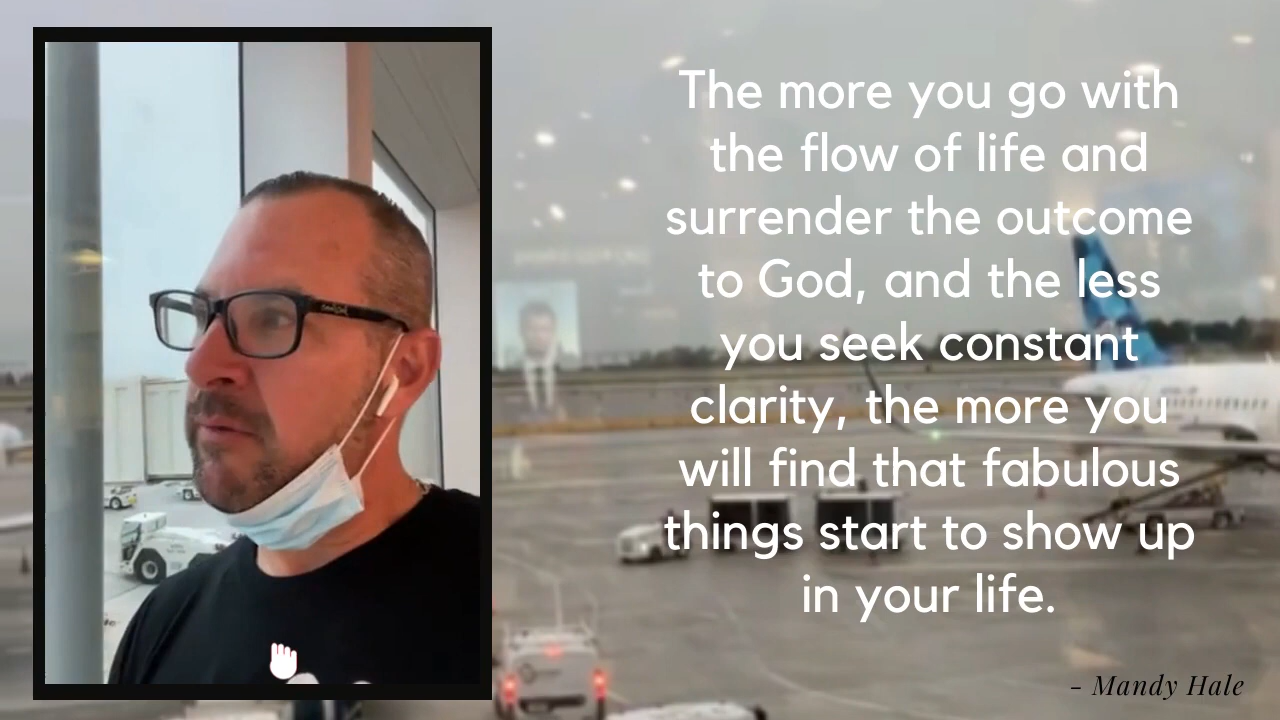 The more you go with
the flow of life and
surrender the outcome
to God, and the less
you seek constant
clarity, the more you
will find that fabulous
things start to show up
in your life.
- Mandy Hale